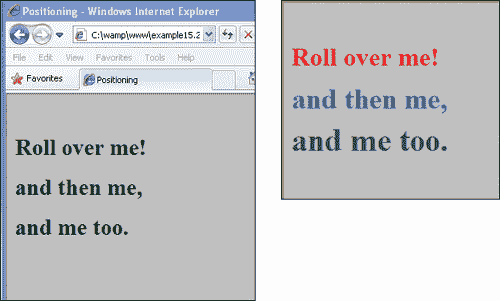 Positioning - Windows Internet Explorer
C:\wamp\www\example15.2
File Edit View Favorites Tools Help
Favorites Positioning
Roll over me!
and then me,
and me too.
Roll over me!
and then me,
and me too.